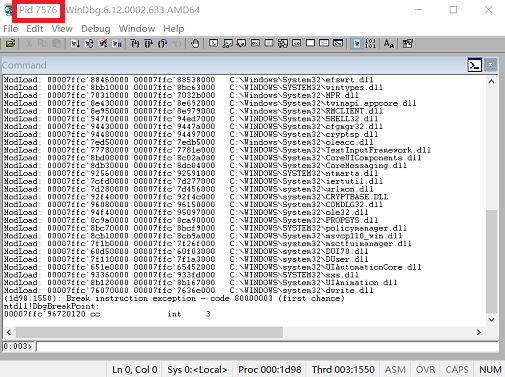 Pid 7576 - WinDbg:6.12.0002.633 AMD64
File Edit View Debug Window Help
Command
ModLoad: 00007ffc`88460000 00007ffc`88538000 C:\Windows\System32\efswrt.dll
ModLoad: 00007ffc`8bb10000 00007ffc`8bc63000 C:\Windows\SYSTEM32\wintypes.dll
ModLoad: 00007ffc`70310000 00007ffc`7032b000 C:\Windows\System32\MPR.dll
ModLoad: 00007ffc`8e430000 00007ffc`8e692000 C:\Windows\System32\twinapi.appcore.dll
ModLoad: 00007ffc`8e950000 00007ffc`8e979000 C:\Windows\System32\RMCLIENT.dll
ModLoad: 00007ffc`947f0000 00007ffc`94ed7000 C:\WINDOWS\System32\SHELL32.dll
ModLoad: 00007ffc`94430000 00007ffc`9447a000 C:\WINDOWS\System32\cfgmgr32.dll
ModLoad: 00007ffc`94480000 00007ffc`94497000 C:\WINDOWS\System32\cryptsp.dll
ModLoad: 00007ffc`7ed50000 00007ffc`7edb5000 C:\Windows\System32\oleacc.dll
ModLoad: 00007ffc`77780000 00007ffc`7781e000 C:\Windows\System32\TextInputFramework.dll
ModLoad: 00007ffc`8bd00000 00007ffc`8c02a000 C:\Windows\System32\CoreUIComponents.dll
ModLoad: 00007ffc`8db30000 00007ffc`8dc04000 C:\Windows\System32\CoreMessaging.dll
ModLoad: 00007ffc`92560000 00007ffc`92591000 C:\WINDOWS\SYSTEM32\ntmarta.dll
ModLoad: 00007ffc`7cfd0000 00007ffc`7d277000 C:\Windows\System32\iertutil.dll
ModLoad: 00007ffc`7d280000 00007ffc`7d456000 C:\Windows\System32\urlmon.dll
ModLoad: 00007ffc`92f40000 00007ffc`92f4c000 C:\WINDOWS\System32\CRYPTBASE.DLL
ModLoad: 00007ffc`96080000 00007ffc`96150000 C:\WINDOWS\System32\COMDLG32.dll
ModLoad: 00007ffc`94f40000 00007ffc`95097000 C:\WINDOWS\System32\ole32.dll
ModLoad: 00007ffc`8c9a0000 00007ffc`8ca90000 C:\Windows\System32\PROPSYS.dll
ModLoad: 00007ffc`8bc70000 00007ffc`8bcf9000 C:\Windows\SYSTEM32\policymanager.dll
ModLoad: 00007ffc`8cb10000 00007ffc`8cb9a000 C:\Windows\System32\msvcp110_win.dll
ModLoad: 00007ffc`7f1b0000 00007ffc`7f26f000 C:\Windows\System32\msctfuimanager.dll
ModLoad: 00007ffc`60d50000 00007ffc`60f03000 C:\Windows\System32\DUI70.dll
ModLoad: 00007ffc`7f110000 00007ffc`7f1a3000 C:\Windows\System32\DUser.dll
ModLoad: 00007ffc`651e0000 00007ffc`65452000 C:\Windows\System32\UIAutomationCore.dll
ModLoad: 00007ffc`93360000 00007ffc`933fd000 C:\WINDOWS\System32\sxs.dll
ModLoad: 00007ffc`8b120000 00007ffc`8b167000 C:\Windows\System32\UIAnimation.dll
ModLoad: 00007ffc`76070000 00007ffc`7636e000 C:\Windows\System32\dwrite.dll
(1d98.1550): Break instruction exception - code 80000003 (first chance)
ntdll!DbgBreakPoint:
00007ffc`96720120 cc int 3
0:003>
Ln 0, Col 0 Sys 0:<Local> Proc 000:1d98 Thrd 003:1550 ASM OVR CAPS NUM